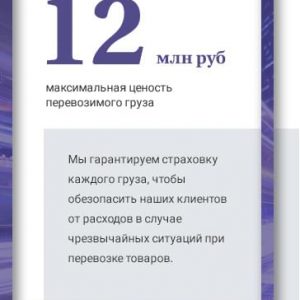 12 млн руб
максимальная ценость
перевозимого груза
Мы гарантируем страховку
каждого груза, чтобы
обезопасить наших клиентов
от расходов в случае
чрезвычайных ситуаций при
перевозке товаров.